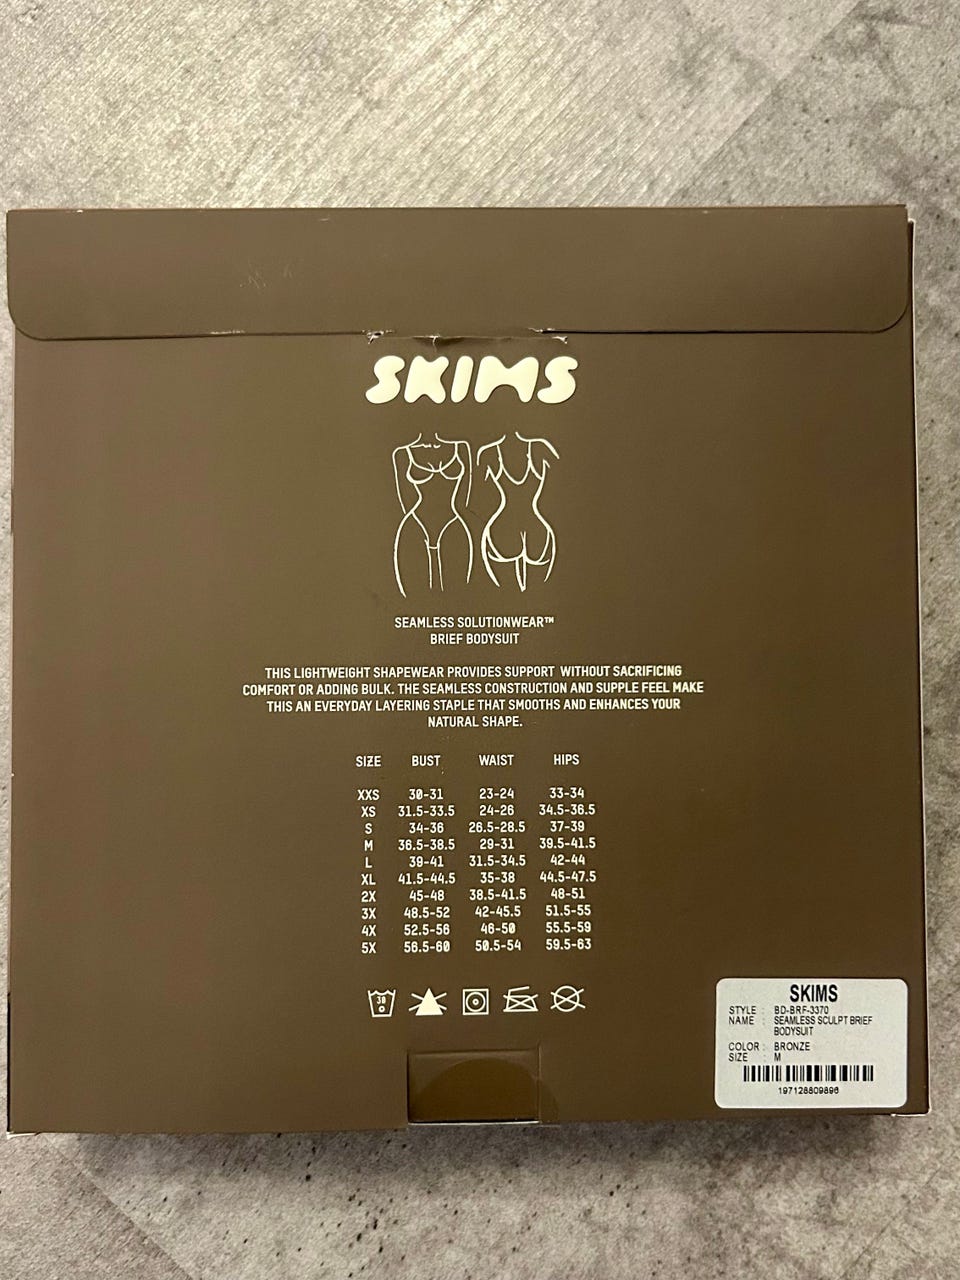 SKIMS
SEAMLESS SOLUTIONWEAR™
BRIEF BODYSUIT
THIS LIGHTWEIGHT SHAPEWEAR PROVIDES SUPPORT WITHOUT SACRIFICING
COMFORT OR ADDING BULK. THE SEAMLESS CONSTRUCTION AND SUPPLE FEEL MAKE
THIS AN EVERYDAY LAYERING STAPLE THAT SMOOTHS AND ENHANCES YOUR
NATURAL SHAPE.
SIZE BUST WAIST HIPS
XXS 30-31 23-24 33-34
XS 31.5-33.5 24-26 34.5-36.5
S 34-36 26.5-28.5 37-39
M 36.5-38.5 29-31 39.5-41.5
L 39-41 31.5-34.5 42-44
XL 41.5-44.5 35-38 44.5-47.5
2X 45-48 38.5-41.5 48-51
3X 48.5-52 42-45.5 51.5-55
4X 52.5-56 46-50 55.5-59
5X 56.5-60 50.5-54 59.5-63
30
SKIMS
STYLE : BD-BRF-3370
NAME : SEAMLESS SCULPT BRIEF
BODYSUIT
COLOR : BRONZE
SIZE : M
197128809896